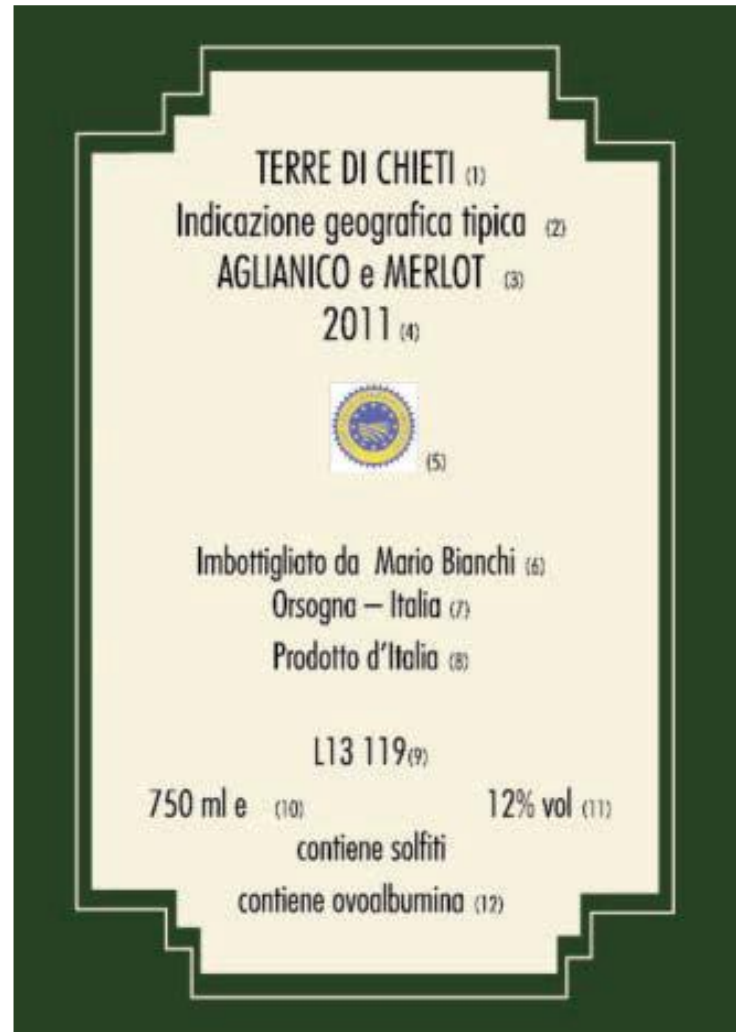 TERRE DI CHIETI (1)
Indicazione geografica tipica (2)
AGLIANICO e MERLOT (3)
2011 (4)
(5)
Imbottigliato da Mario Bianchi (6)
Orsogna – Italia (7)
Prodotto d'Italia (8)
L13 119(9)
750 ml e (10) 12% vol (11)
contiene solfiti
contiene ovoalbumina (12)